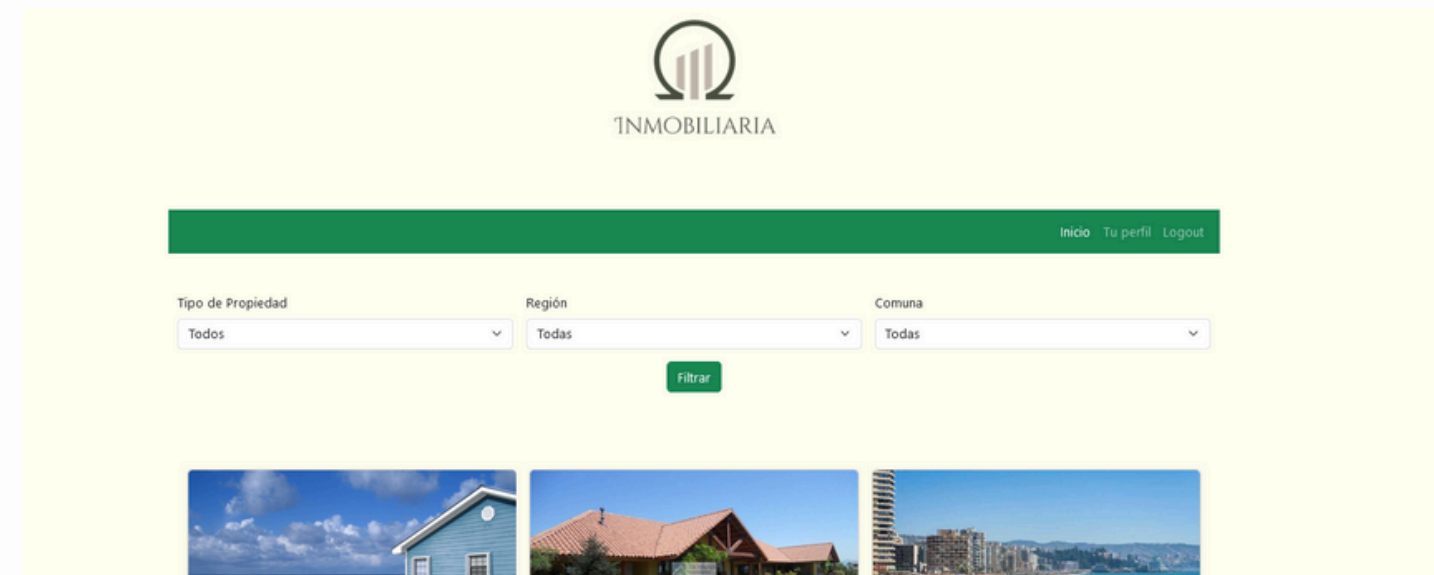 INMOBILIARIA
Inicio Tu perfil Logout
Tipo de Propiedad Región Comuna
Todos Todas Todas
Filtrar